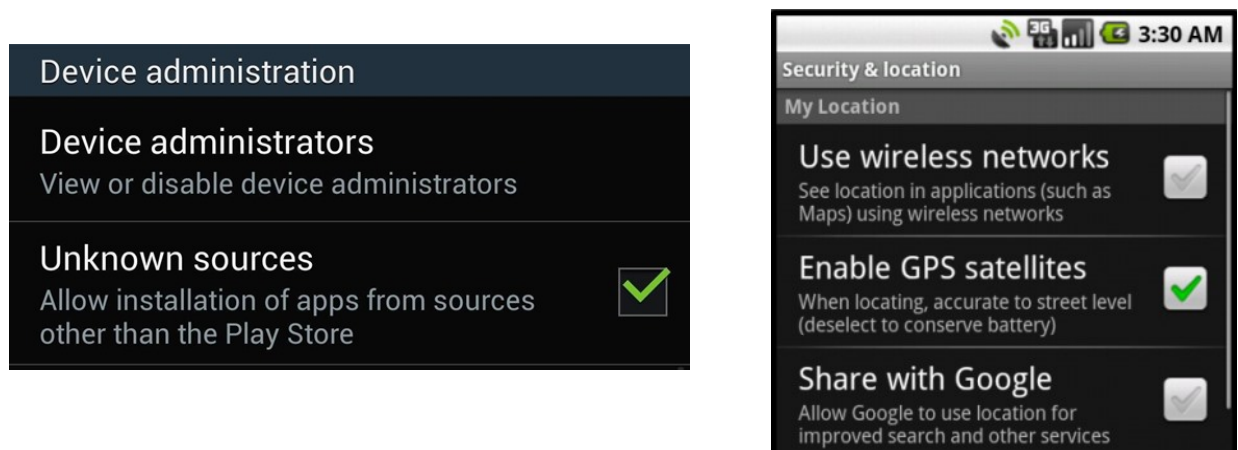 Device administration
Device administrators
View or disable device administrators
Unknown sources
Allow installation of apps from sources
other than the Play Store
3G 3:30 AM
Security & location
My Location
Use wireless networks
See location in applications (such as
Maps) using wireless networks
Enable GPS satellites
When locating, accurate to street level
(deselect to conserve battery)
Share with Google
Allow Google to use location for
improved search and other services